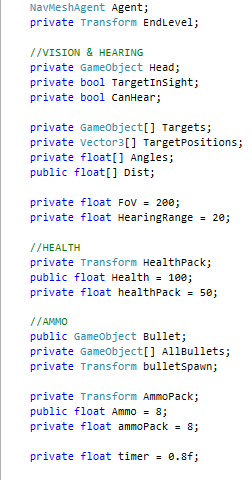 NavMeshAgent Agent;
private Transform EndLevel;
//VISION & HEARING
private GameObject Head;
private bool TargetInSight;
private bool CanHear;
private GameObject[] Targets;
private Vector3[] TargetPositions;
private float[] Angles;
public float[] Dist;
private float FoV = 200;
private float HearingRange = 20;
//HEALTH
private Transform HealthPack;
public float Health = 100;
private float healthPack = 50;
//AMMO
public GameObject Bullet;
private GameObject[] AllBullets;
private Transform bulletSpawn;
private Transform AmmoPack;
public float Ammo = 8;
private float ammoPack = 8;
private float timer = 0.8f;